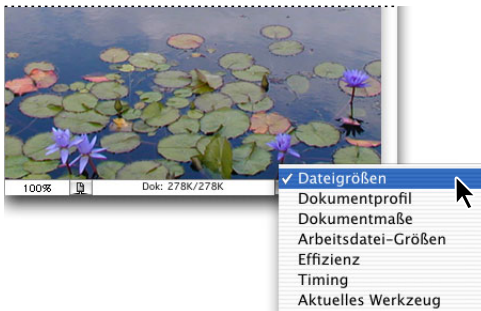 100%
Dok: 278K/278K
Dateigrößen
Dokumentprofil
Dokumentmaße
Arbeitsdatei-Größen
Effizienz
Timing
Aktuelles Werkzeug